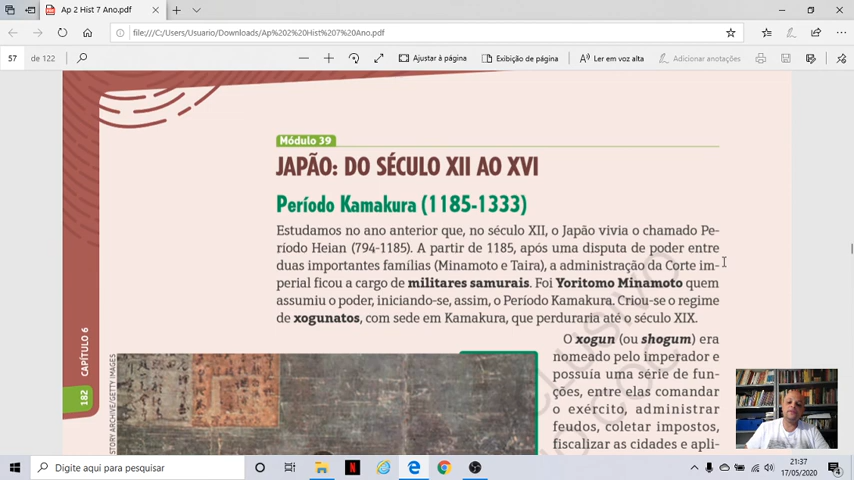 Ap 2 Hist 7 Ano.pdf
file:///C:/Users/Usuario/Downloads/Ap%202%20Hist%207%20Ano.pdf
57 de 122
Ajustar à página
Exibição de página
Ler em voz alta
Adicionar anotações
Módulo 39
JAPÃO: DO SÉCULO XII AO XVI
Período Kamakura (1185-1333)
Estudamos no ano anterior que, no século XII, o Japão vivia o chamado Pe-
ríodo Heian (794-1185). A partir de 1185, após uma disputa de poder entre
duas importantes famílias (Minamoto e Taira), a administração da Corte im-
perial ficou a cargo de militares samurais. Foi Yoritomo Minamoto quem
assumiu o poder, iniciando-se, assim, o Período Kamakura. Criou-se o regime
de xogunatos, com sede em Kamakura, que perduraria até o século XIX.
O xogun (ou shogum) era
nomeado pelo imperador e
possuia uma série de fun-
ções, entre elas comandar
o exército, administrar
feudos, coletar impostos,
fiscalizar as cidades e apli-
CAPÍTULO 6
182
STORY ARCHIVE/GETTY IMAGES
Digite aqui para pesquisar
21:37
17/05/2020
4